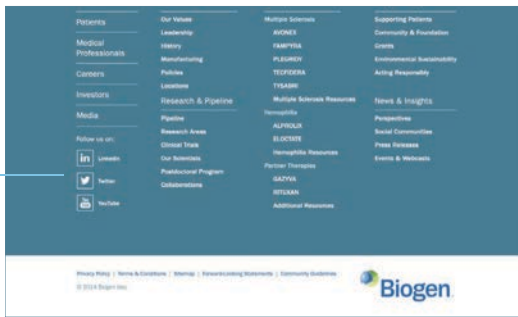 Patients
Medical
Professionals
Careers
Investors
Media
Follow us on:
in LinkedIn
Twitter
You Tube YouTube
Our Values
Leadership
History
Manufacturing
Policies
Locations
Research & Pipeline
Pipeline
Research Areas
Clinical Trials
Our Scientists
Postdoctoral Program
Collaborations
Multiple Sclerosis
AVONEX
FAMPYRA
PLEGRIDY
TECFIDERA
TYSABRI
Multiple Sclerosis Resources
Hemophilia
ALPROLIX
ELOCTATE
Hemophilia Resources
Partner Therapies
GAZYVA
RITUXAN
Additional Resources
Supporting Patients
Community & Foundation
Grants
Environmental Sustainability
Acting Responsibly
News & Insights
Perspectives
Social Communities
Press Releases
Events & Webcasts
Privacy Policy | Terms & Conditions | Sitemap | Forward-Looking Statements | Community Guidelines
© 2014 Biogen
Biogen